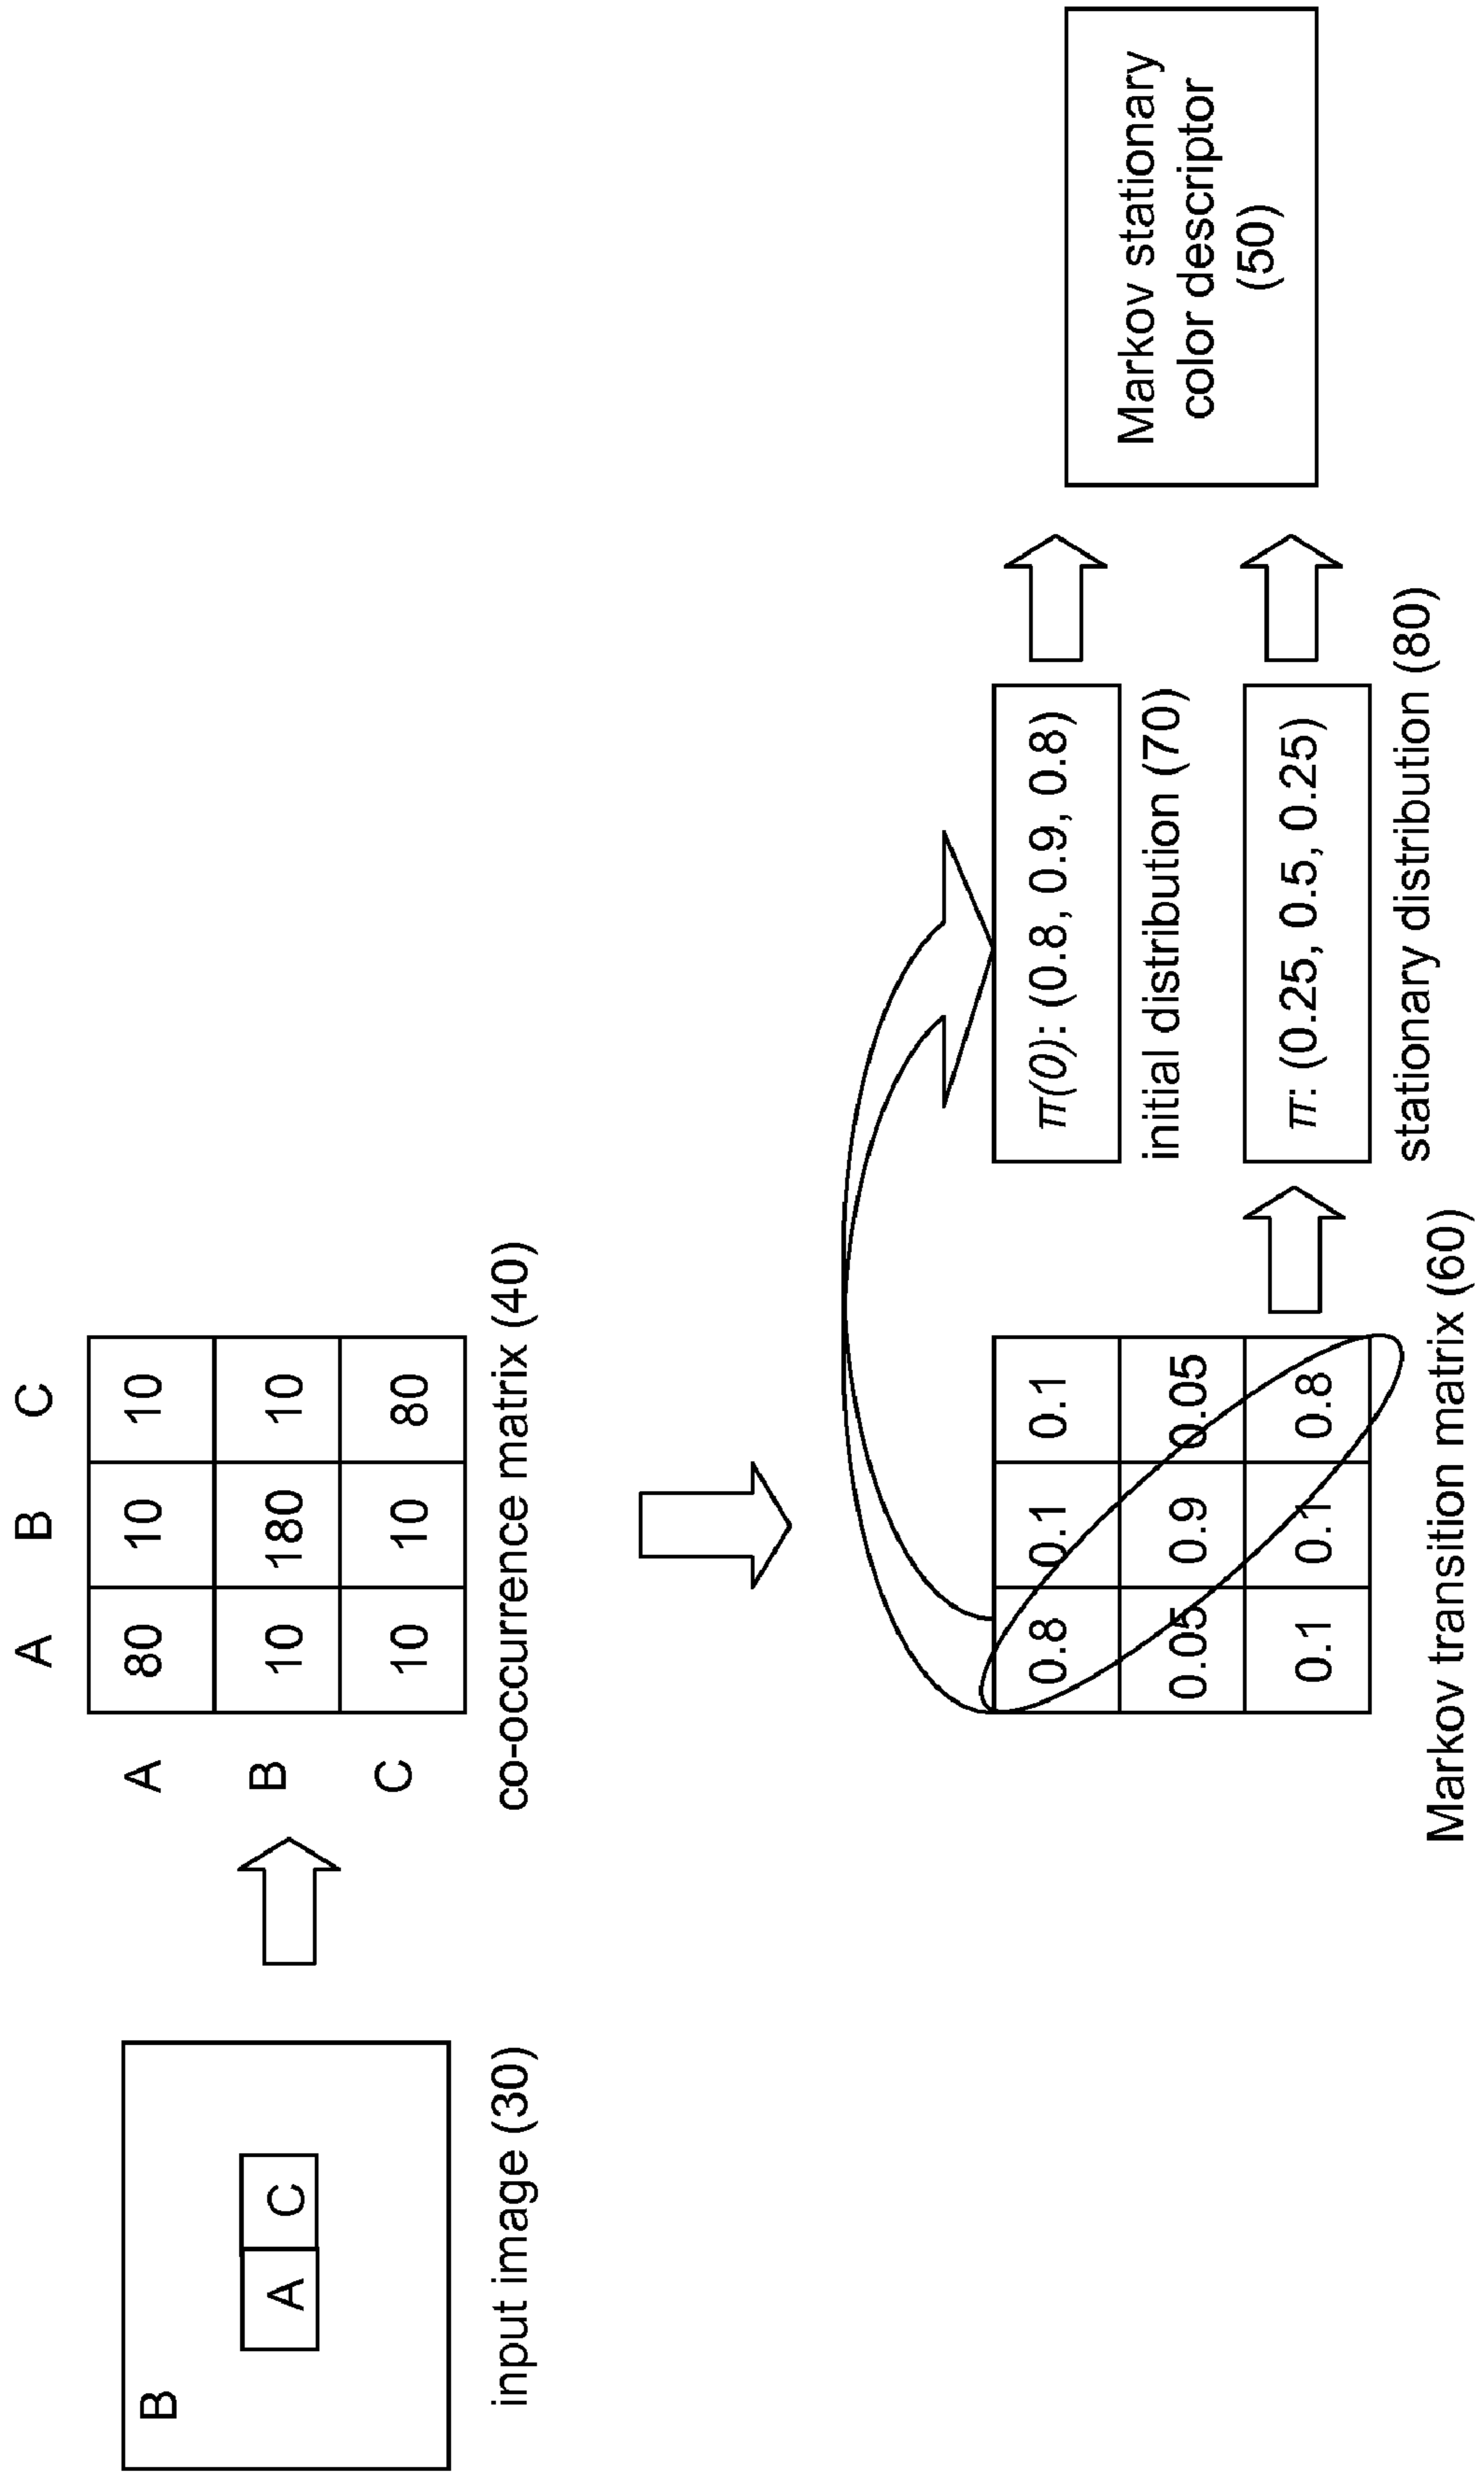 B
A C
input image (30)
A B C
A 80 10 10
B 10 180 10
C 10 10 80
co-occurrence matrix (40)
0.8 0.1 0.1
0.05 0.9 0.05
0.1 0.1 0.8
Markov transition matrix (60)
π(0): (0.8, 0.9, 0.8)
initial distribution (70)
π: (0.25, 0.5, 0.25)
stationary distribution (80)
Markov stationary
color descriptor
(50)